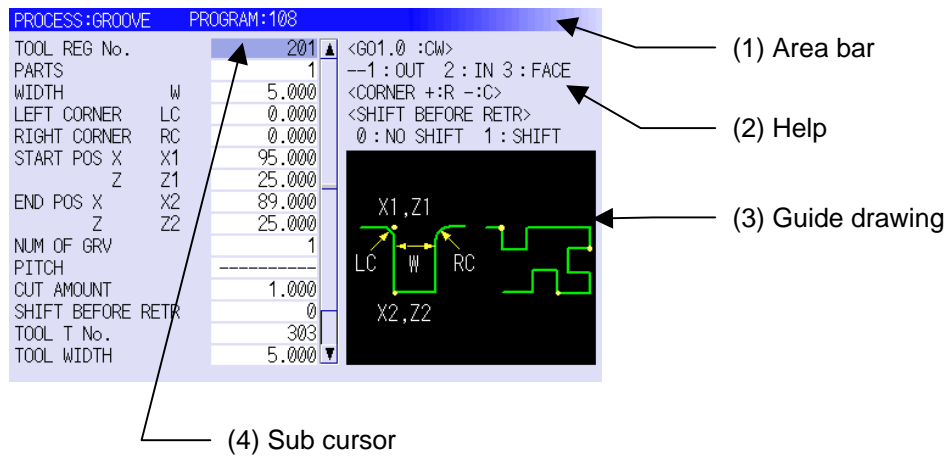 PROCESS:GROOVE PROGRAM:108
TOOL REG No. 201
PARTS 1
WIDTH W 5.000
LEFT CORNER LC 0.000
RIGHT CORNER RC 0.000
START POS X X1 95.000
Z Z1 25.000
END POS X X2 89.000
Z Z2 25.000
NUM OF GRV 1
PITCH ----------
CUT AMOUNT 1.000
SHIFT BEFORE RETR 0
TOOL T No. 303
TOOL WIDTH 5.000
<GO1.0 :CW>
--1:OUT 2:IN 3:FACE
<CORNER +:R -:C>
<SHIFT BEFORE RETR>
0:NO SHIFT 1:SHIFT
X1,Z1
LC W RC
X2,Z2
(1) Area bar
(2) Help
(3) Guide drawing
(4) Sub cursor